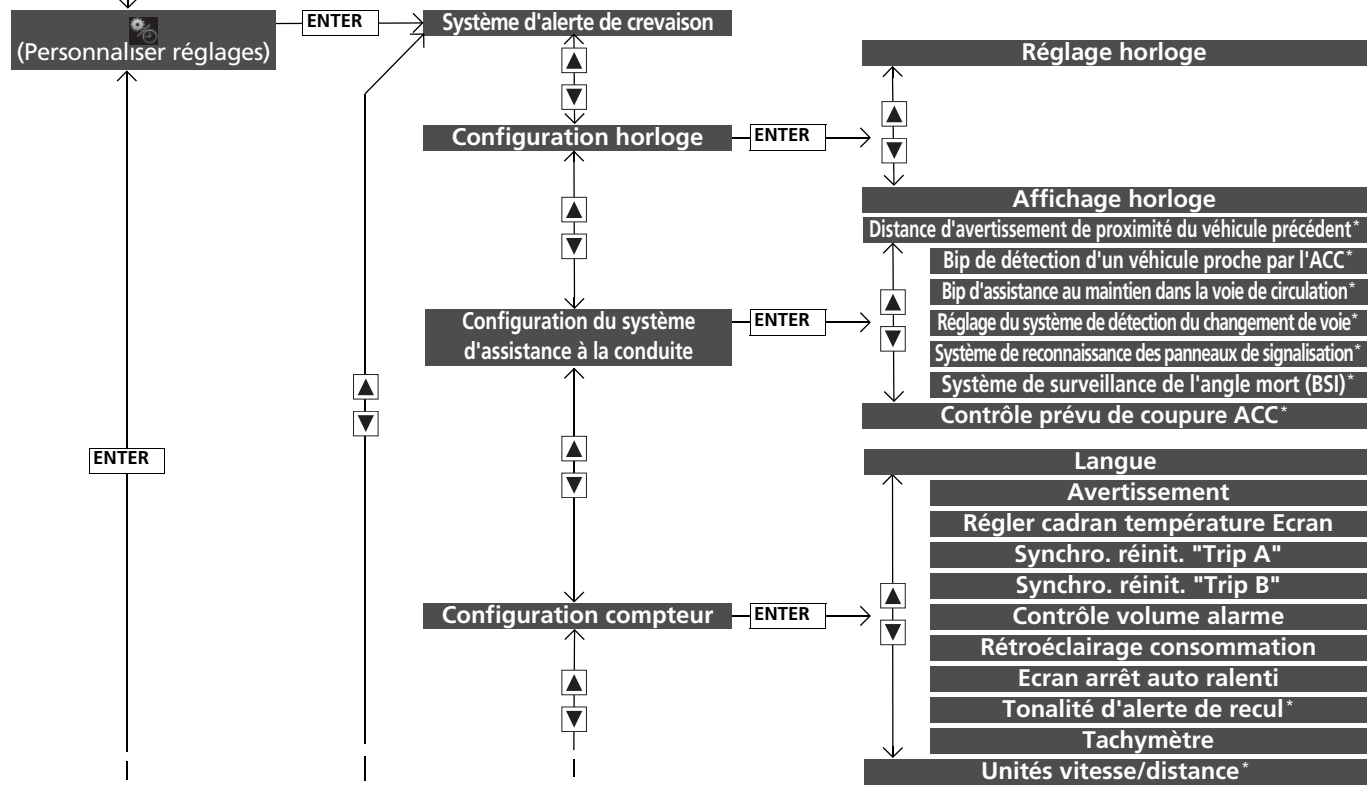 ENTER
(Personnaliser réglages)
Système d'alerte de crevaison
Réglage horloge
Configuration horloge
ENTER
Affichage horloge
Distance d'avertissement de proximité du véhicule précédent*
Bip de détection d'un véhicule proche par l'ACC*
Bip d'assistance au maintien dans la voie de circulation*
Configuration du système
d'assistance à la conduite
ENTER
Réglage du système de détection du changement de voie*
Système de reconnaissance des panneaux de signalisation*
Système de surveillance de l'angle mort (BSI)*
Contrôle prévu de coupure ACC*
ENTER
Langue
Avertissement
Régler cadran température Ecran
Synchro. réinit. "Trip A"
Synchro. réinit. "Trip B"
Configuration compteur
ENTER
Contrôle volume alarme
Rétroéclairage consommation
Ecran arrêt auto ralenti
Tonalité d'alerte de recul*
Tachymètre
Unités vitesse/distance*